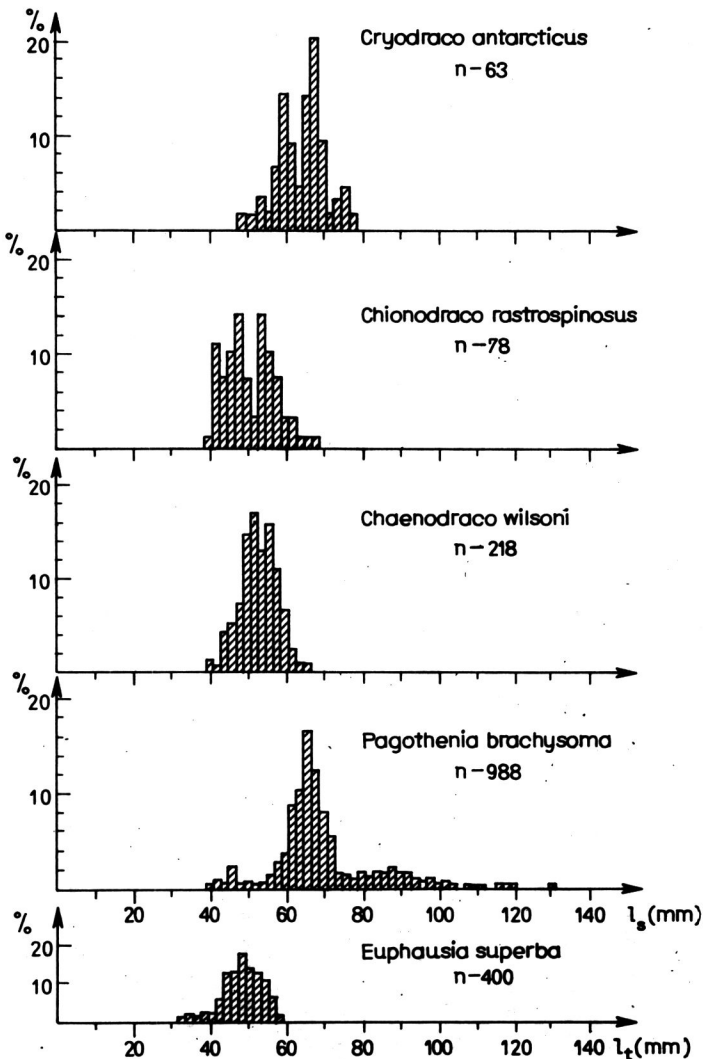 %
20
10
Cryodraco antarcticus
n-63
%
20
10
Chionodraco rastrospinosus
n-78
%
20
10
Chaenodraco wilsoni
n-218
%
20
10
Pagothenia brachysoma
n-988
20 40 60 80 100 120 140 ls(mm)
%
20
10
Euphausia superba
n-400
20 40 60 80 100 120 140 lt(mm)